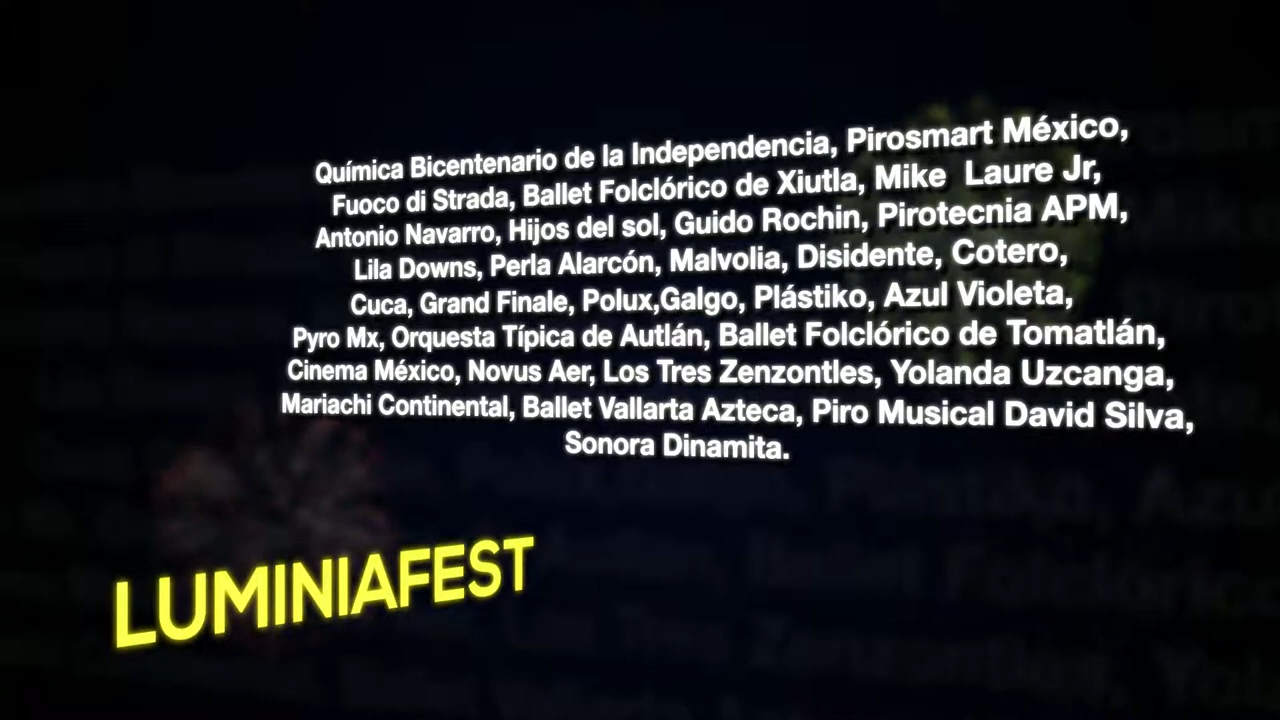 Química Bicentenario de la Independencia, Pirosmart México,
Fuoco di Strada, Ballet Folclórico de Xiutla, Mike Laure Jr,
Antonio Navarro, Hijos del sol, Guido Rochin, Pirotecnia APM,
Lila Downs, Perla Alarcón, Malvolia, Disidente, Cotero,
Cuca, Grand Finale, Polux,Galgo, Plástiko, Azul Violeta,
Pyro Mx, Orquesta Típica de Autlán, Ballet Folclórico de Tomatlán,
Cinema México, Novus Aer, Los Tres Zenzontles, Yolanda Uzcanga,
Mariachi Continental, Ballet Vallarta Azteca, Piro Musical David Silva,
Sonora Dinamita.
LUMINIAFEST